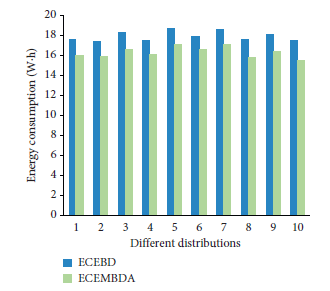 20
18
16
14
12
10
8
6
4
2
0
Energy consumption (W·h)
1 2 3 4 5 6 7 8 9 10
Different distributions
ECEBD
ECEMBDA